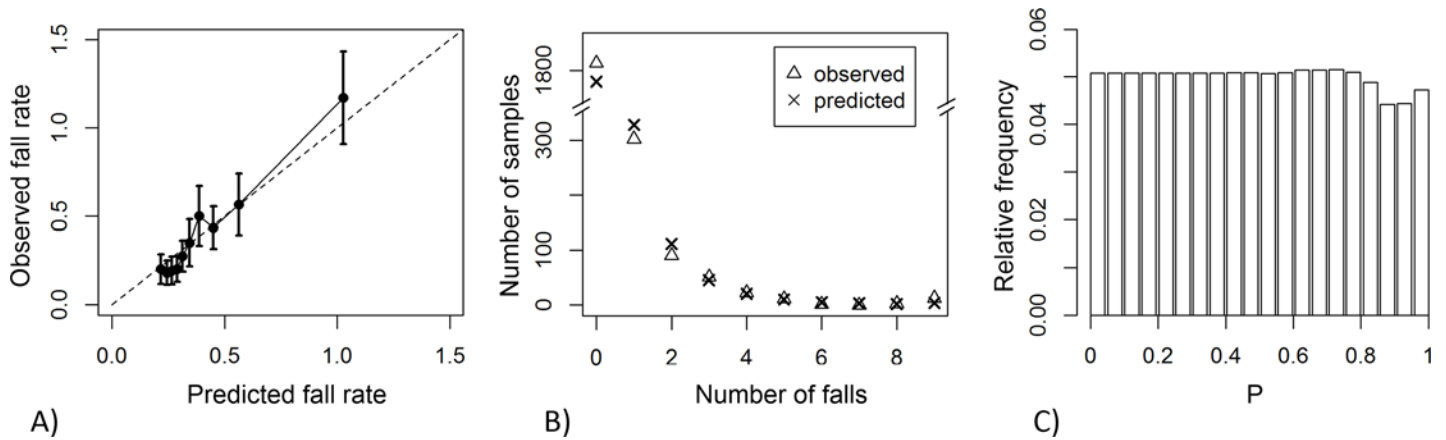 Observed fall rate
1.5
1.0
0.5
0.0
0.0 0.5 1.0 1.5
Predicted fall rate
A)
Number of samples
1800
300
100
0
△ observed
× predicted
0 2 4 6 8
Number of falls
B)
Relative frequency
0.06
0.04
0.02
0.00
0 0.2 0.4 0.6 0.8 1
P
C)